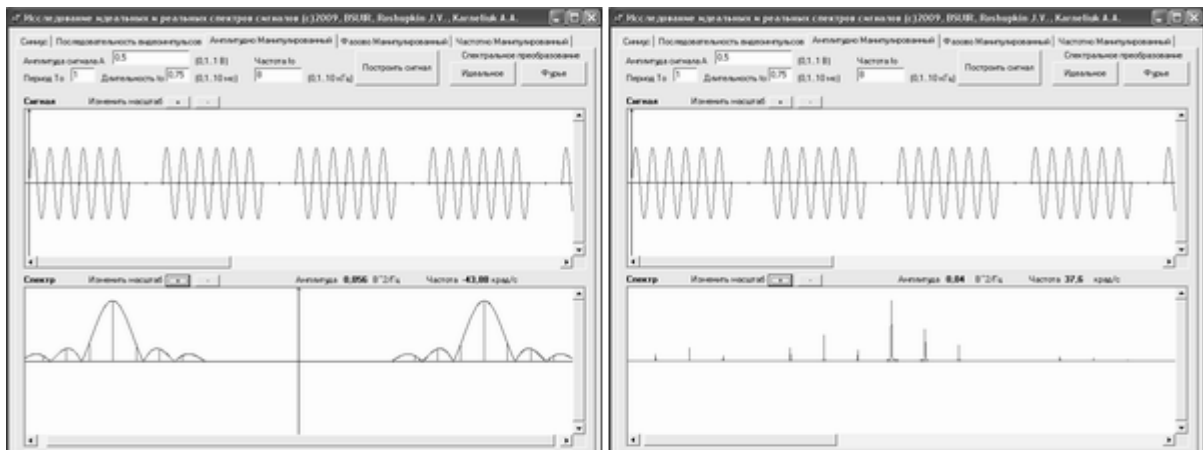 Исследование идеальных и реальных спектров сигналов (c)2009, BSUIR, Roshupkin J.V., Karneliuk A.A.
Синус | Последовательность видеоимпульсов | Амплитудно Манипулированный | Фазово Манипулированный | Частотно Манипулированный |
Амплитуда сигнала A 0,5 (0,1..1 В) Частота fo Построить сигнал Спектральное преобразование
Период To 1 Длительность to 0,75 (0,1..10 мс) 8 (0,1..10 кГц) Идеальное Фурье
Сигнал Изменить масштаб + -
Спектр Изменить масштаб + - Амплитуда 0,056 В^2/Гц Частота -43,88 крад/с
Исследование идеальных и реальных спектров сигналов (c)2009, BSUIR, Roshupkin J.V., Karneliuk A.A.
Синус | Последовательность видеоимпульсов | Амплитудно Манипулированный | Фазово Манипулированный | Частотно Манипулированный |
Амплитуда сигнала A 0,5 (0,1..1 В) Частота fo Построить сигнал Спектральное преобразование
Период To 1 Длительность to 0,75 (0,1..10 мс) 8 (0,1..10 кГц) Идеальное Фурье
Сигнал Изменить масштаб + -
Спектр Изменить масштаб + - Амплитуда 0,04 В^2/Гц Частота 37,6 крад/с